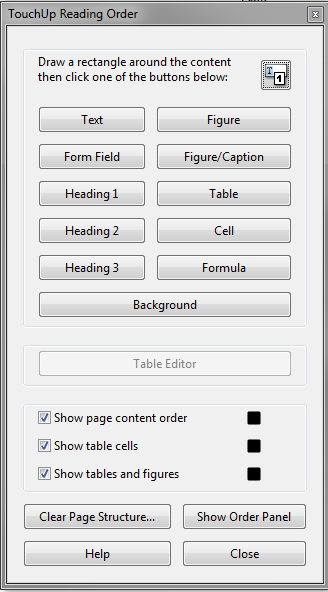 TouchUp Reading Order
Draw a rectangle around the content
then click one of the buttons below:
1
Text Figure
Form Field Figure/Caption
Heading 1 Table
Heading 2 Cell
Heading 3 Formula
Background
Table Editor
Show page content order
Show table cells
Show tables and figures
Clear Page Structure... Show Order Panel
Help Close